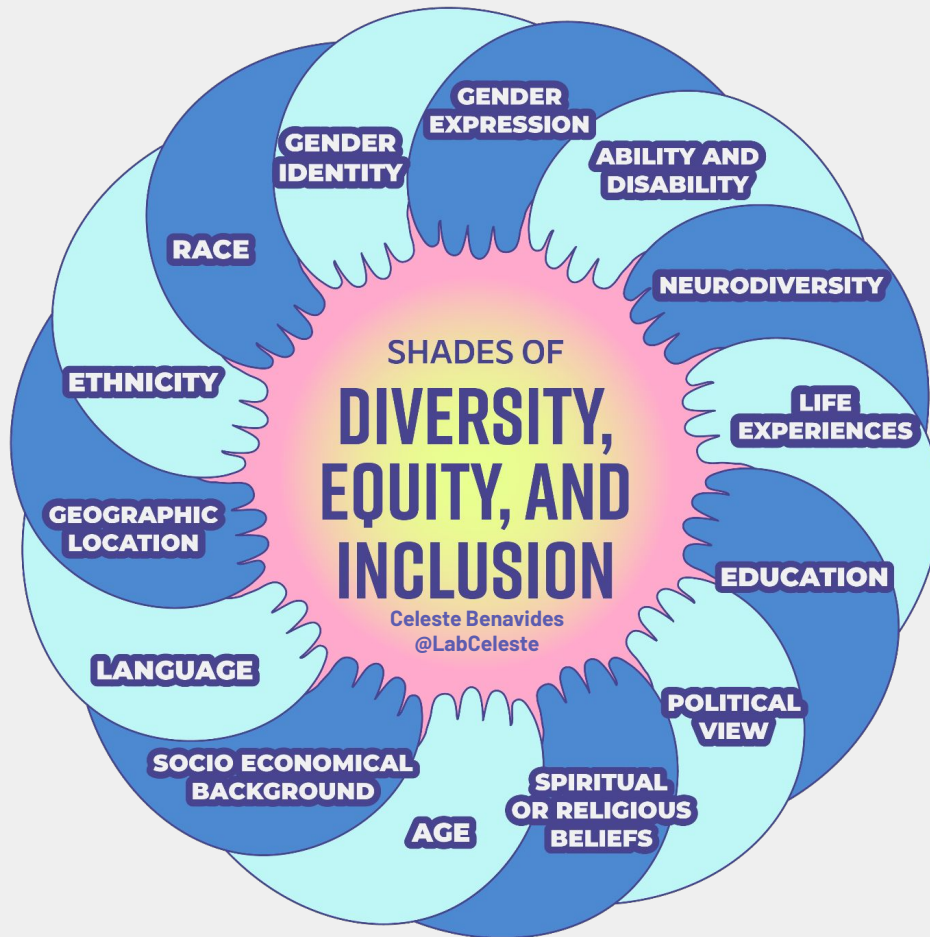 SHADES OF
DIVERSITY,
EQUITY, AND
INCLUSION
Celeste Benavides
@LabCeleste
GENDER
EXPRESSION
ABILITY AND
DISABILITY
NEURODIVERSITY
LIFE
EXPERIENCES
EDUCATION
POLITICAL
VIEW
SPIRITUAL
OR RELIGIOUS
BELIEFS
AGE
SOCIO ECONOMICAL
BACKGROUND
LANGUAGE
GEOGRAPHIC
LOCATION
ETHNICITY
RACE
GENDER
IDENTITY